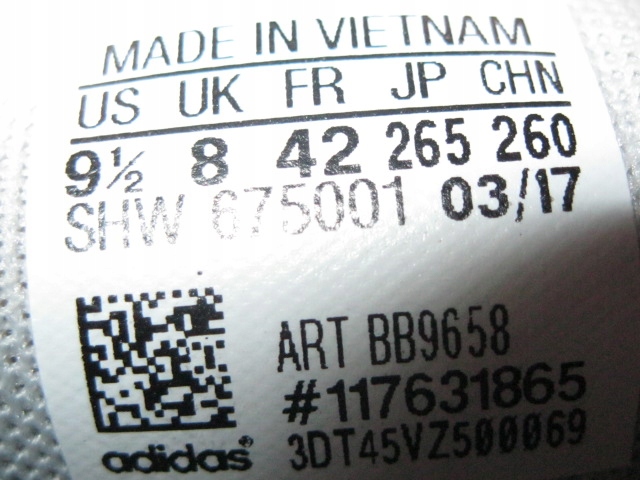 MADE IN VIETNAM
US UK FR JP CHN
9½ 8 42 265 260
SHW 675001 03/17
ART BB9658
#117631865
adidas® 3DT45VZ500069